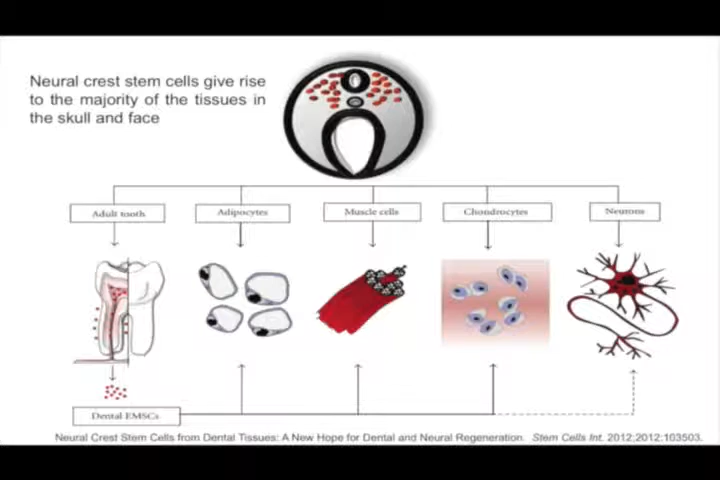 Neural crest stem cells give rise
to the majority of the tissues in
the skull and face
Adult tooth
Adipocytes
Muscle cells
Chondrocytes
Neurons
Dental EMSCs
Neural Crest Stem Cells from Dental Tissues: A New Hope for Dental and Neural Regeneration. Stem Cells Int. 2012;2012:103503.